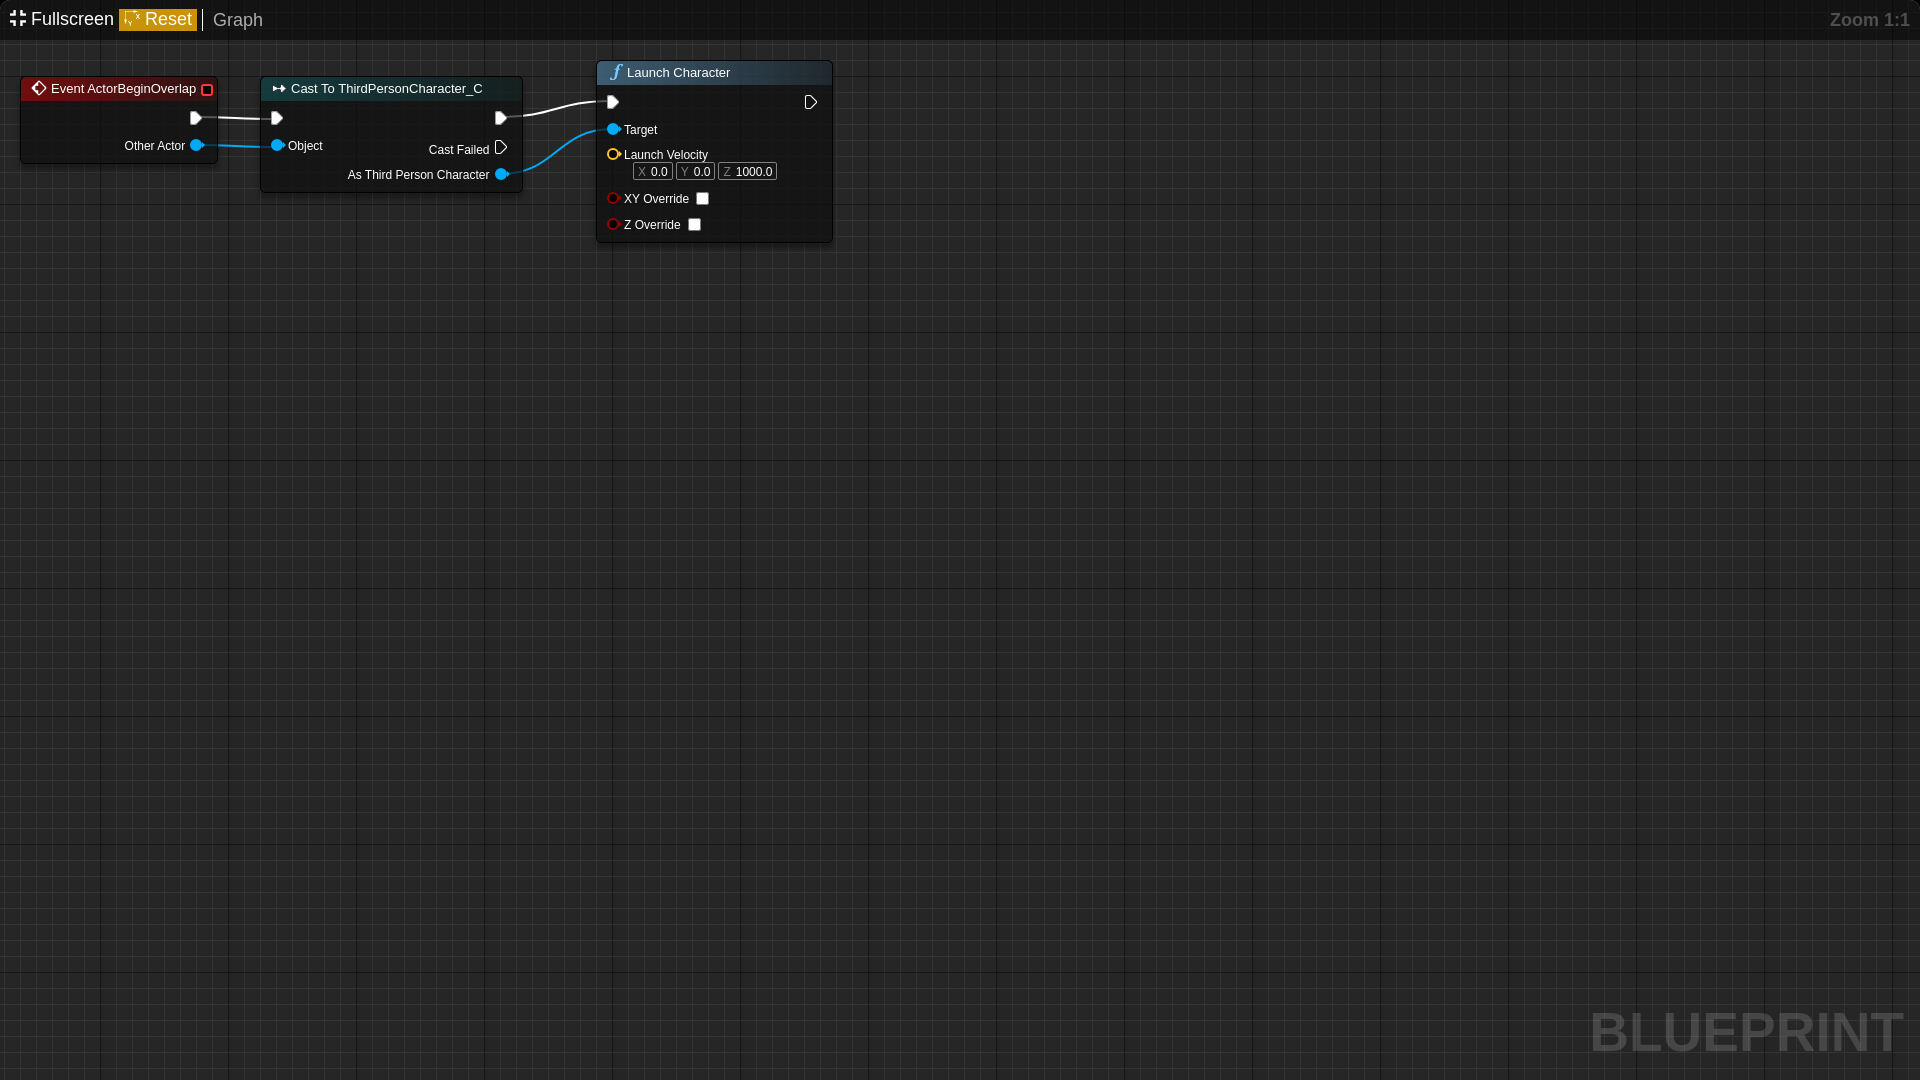 Fullscreen Reset Graph Zoom 1:1
Event ActorBeginOverlap
Other Actor
Cast To ThirdPersonCharacter_C
Object
Cast Failed
As Third Person Character
Launch Character
Target
Launch Velocity
X 0.0 Y 0.0 Z 1000.0
XY Override
Z Override
BLUEPRINT